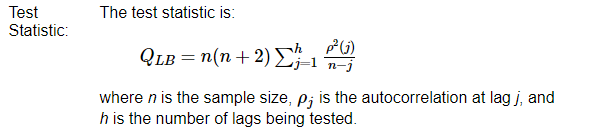 Test
Statistic:
The test statistic is:
Q_{LB} = n(n + 2) \sum_{j=1}^{h} \frac{\rho^2(j)}{n-j}
where n is the sample size, ρ_j is the autocorrelation at lag j, and
h is the number of lags being tested.